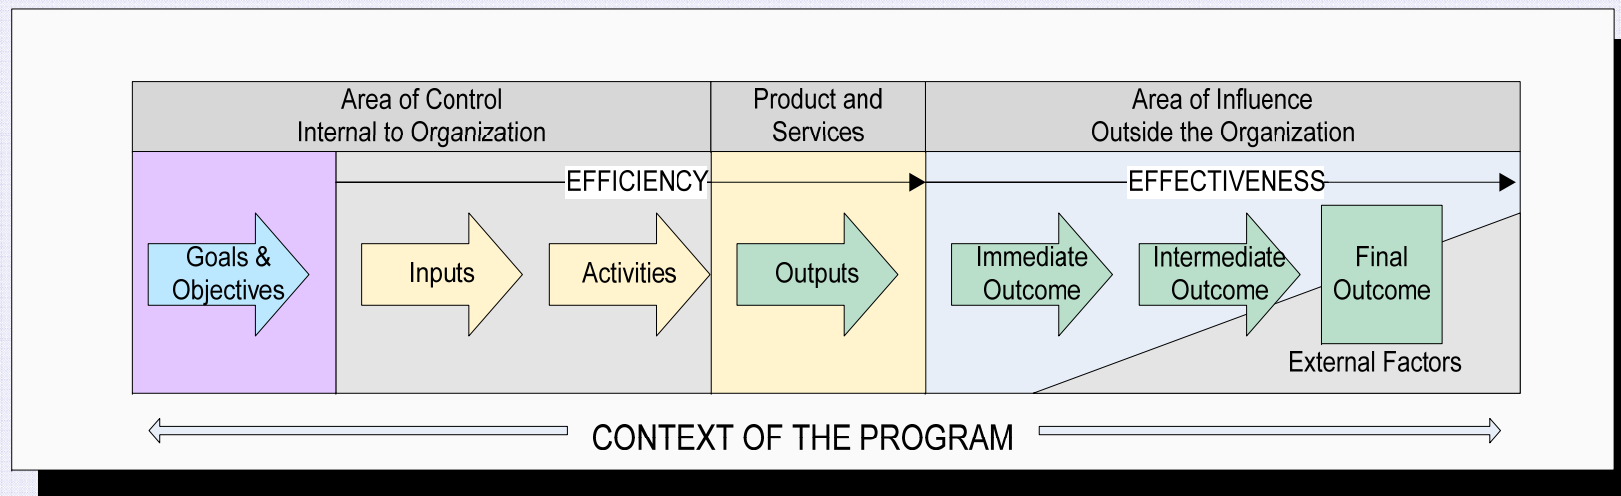 Area of Control
Internal to Organization
Product and
Services
Area of Influence
Outside the Organization
EFFICIENCY
EFFECTIVENESS
Goals &
Objectives
Inputs
Activities
Outputs
Immediate
Outcome
Intermediate
Outcome
Final
Outcome
External Factors
CONTEXT OF THE PROGRAM